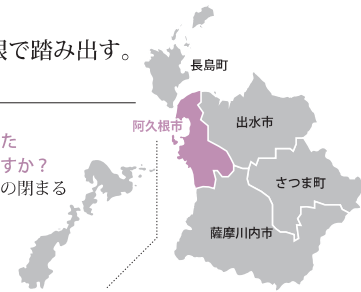 根で踏み出す。
た
すか？
の閉まる
長島町
阿久根市
出水市
さつま町
薩摩川内市